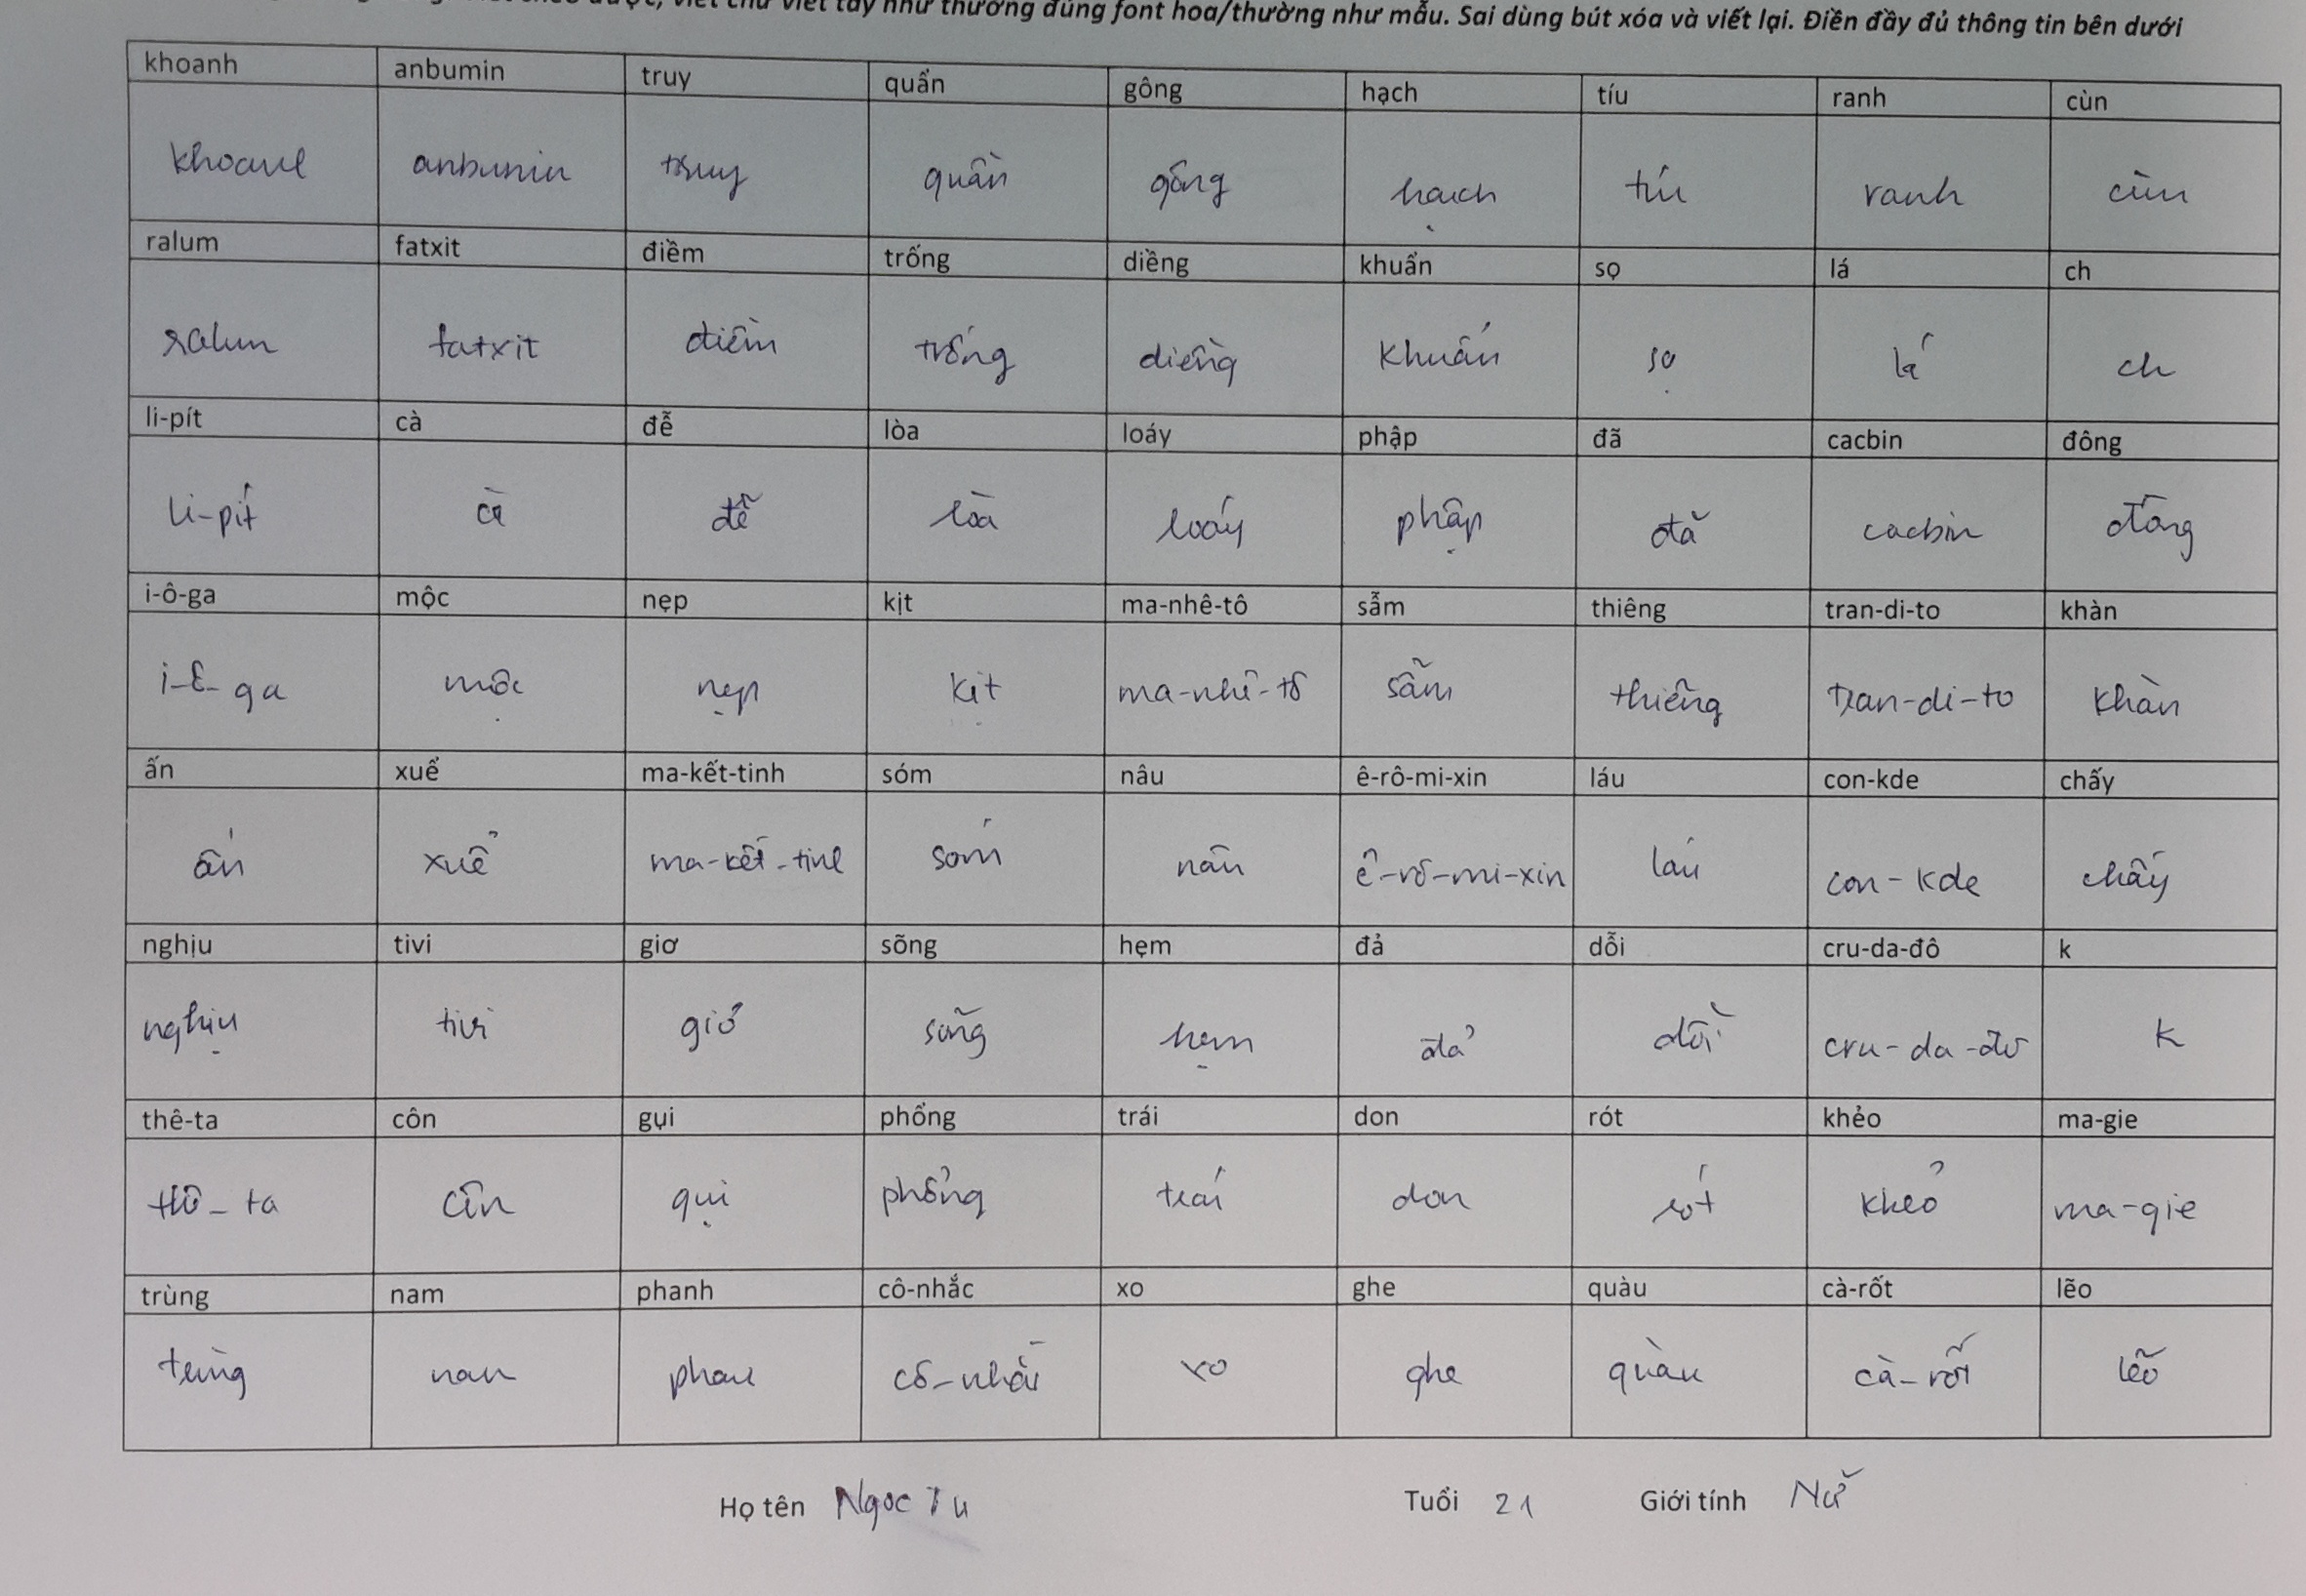 viết chữ viết tay như thường đúng font hoa/thường như mẫu. Sai dùng bút xóa và viết lại. Điền đầy đủ thông tin bên dưới
khoanh anbumin truy quẩn gông hạch tíu ranh cùn
khoanh anbumin truy quần gông hạch tíu ranh cùn
ralum fatxit điềm trống diềng khuẩn sọ lá ch
ralum fatxit điềm trống diềng khuẩn sọ lá ch
li-pít cà đễ lòa loáy phập đã cacbin đông
li-pít cà đễ lòa loáy phập đã cacbin đông
i-ô-ga mộc nẹp kịt ma-nhê-tô sẫm thiêng tran-di-to khàn
i-ô-ga mộc nẹp kịt ma-nhê-tô sẫm thiêng tran-di-to khàn
ấn xuể ma-kết-tinh sóm nâu ê-rô-mi-xin láu con-kde chấy
ấn xuể ma-kết-tinh sóm nâu ê-rô-mi-xin láu con-kde chấy
nghịu tivi giơ sõng hẹm đả dỗi cru-da-đô k
nghịu tivi giơ sõng hẹm đả dỗi cru-da-đô k
thê-ta côn gụi phổng trái don rót khẻo ma-gie
thê-ta côn gụi phổng trái don rót khẻo ma-gie
trùng nam phanh cô-nhắc xo ghe quàu cà-rốt lẽo
trùng nam phanh cô-nhắc xo ghe quàu cà-rốt lẽo
Họ tên Ngoc Tu Tuổi 21 Giới tính Nữ